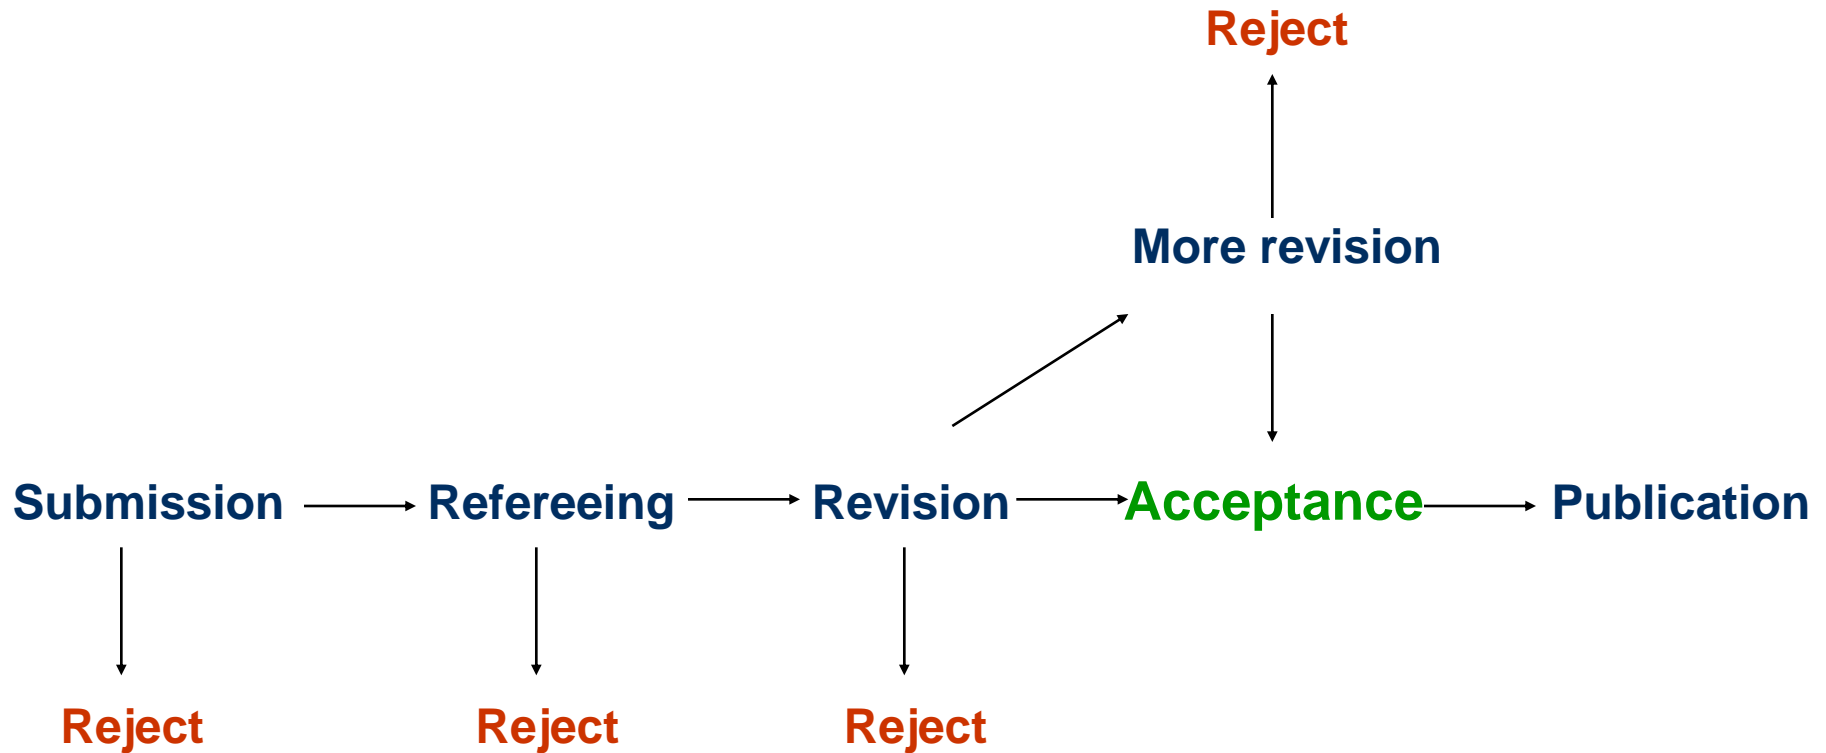 Reject
More revision
Submission Refereeing Revision Acceptance Publication
Reject Reject Reject